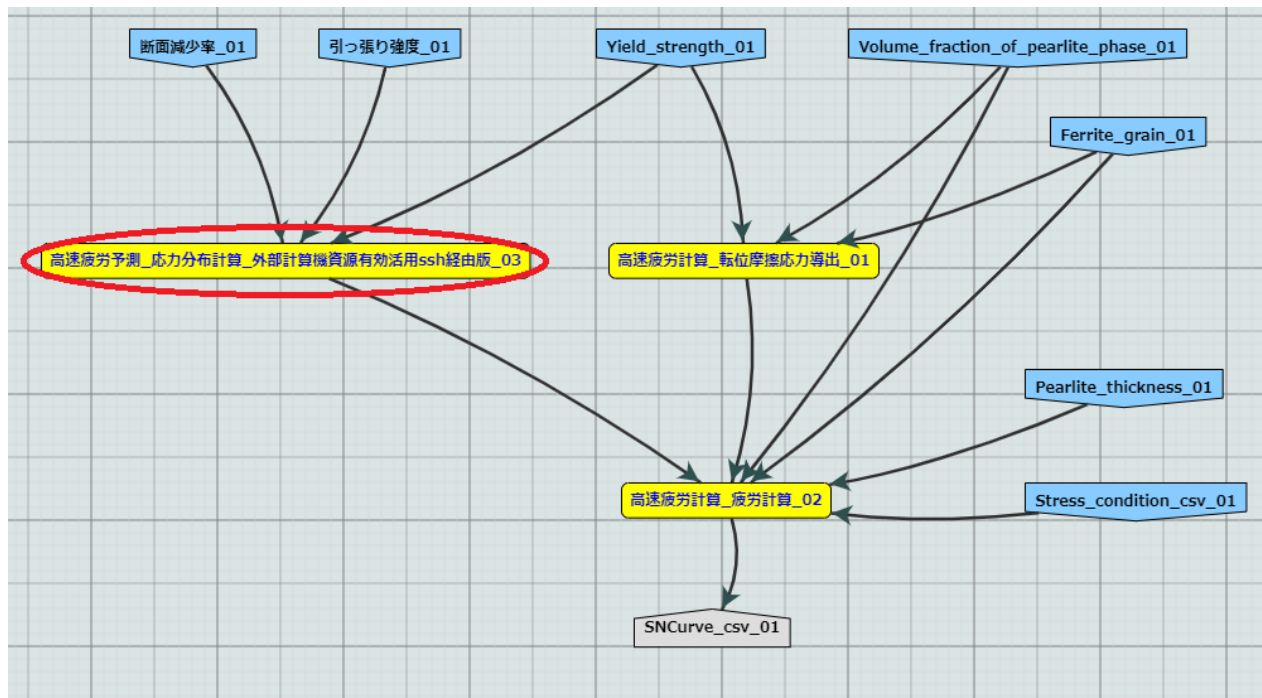 断面減少率_01
引っ張り強度_01
Yield_strength_01
Volume_fraction_of_pearlite_phase_01
Ferrite_grain_01
高速疲労予測_応力分布計算_外部計算機資源有効活用ssh経由版_03
高速疲労計算_転位摩擦応力導出_01
Pearlite_thickness_01
高速疲労計算_疲労計算_02
Stress_condition_csv_01
SNCurve_csv_01